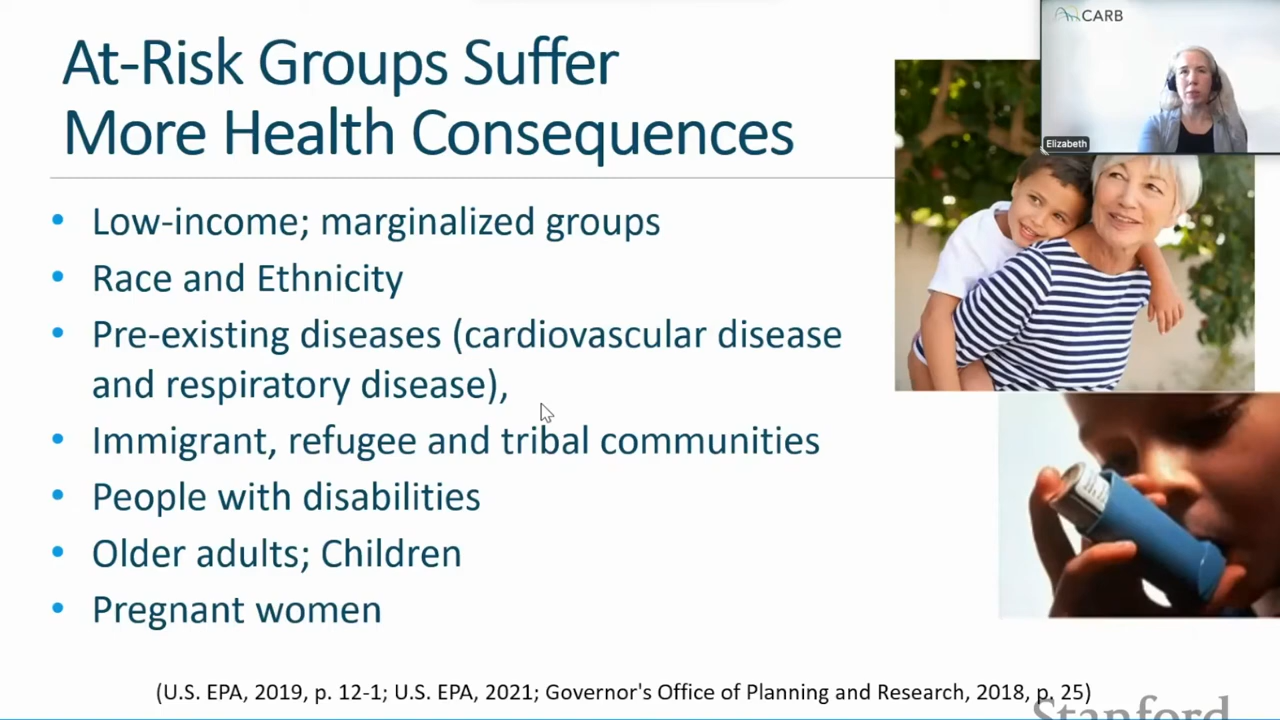 At-Risk Groups Suffer
More Health Consequences
• Low-income; marginalized groups
• Race and Ethnicity
• Pre-existing diseases (cardiovascular disease
and respiratory disease),
• Immigrant, refugee and tribal communities
• People with disabilities
• Older adults; Children
• Pregnant women
(U.S. EPA, 2019, p. 12-1; U.S. EPA, 2021; Governor's Office of Planning and Research, 2018, p. 25)
Stanford
CARB
Elizabeth